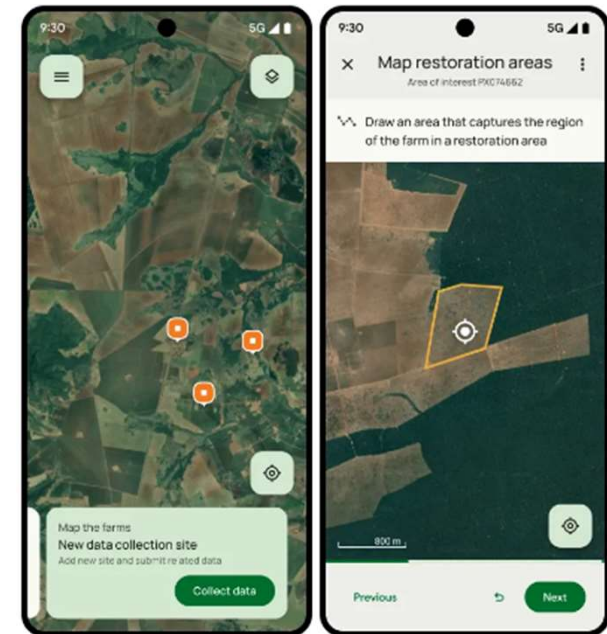 9:30
5G
Map the farms
New data collection site
Add new site and submit related data
Collect data
9:30
5G
Map restoration areas
Area of interest PX074662
Draw an area that captures the region
of the farm in a restoration area
800 m
Previous
Next